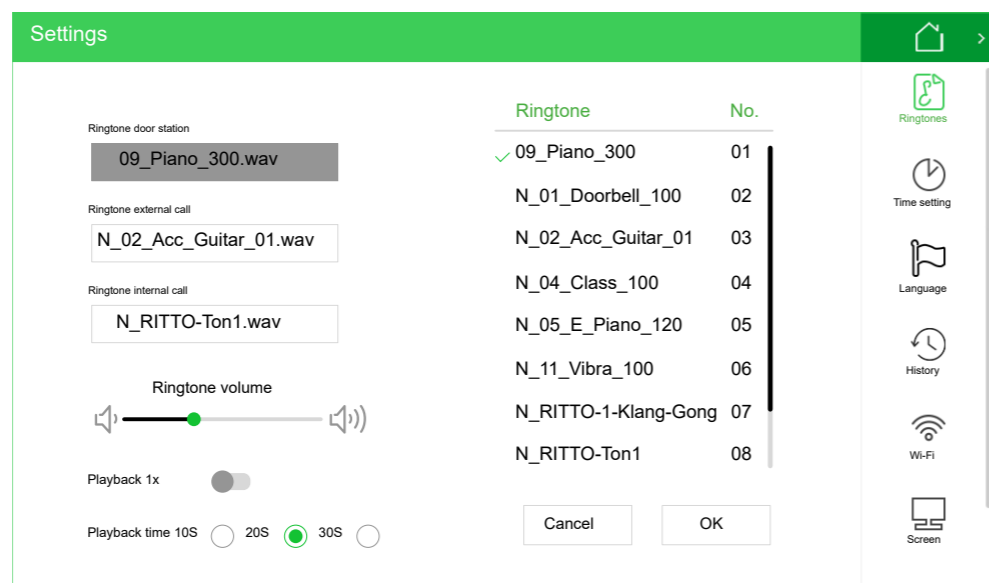 Settings
Ringtone door station
09_Piano_300.wav
Ringtone external call
N_02_Acc_Guitar_01.wav
Ringtone internal call
N_RITTO-Ton1.wav
Ringtone volume
Playback 1x
Playback time 10S 20S 30S
Ringtone No.
09_Piano_300 01
N_01_Doorbell_100 02
N_02_Acc_Guitar_01 03
N_04_Class_100 04
N_05_E_Piano_120 05
N_11_Vibra_100 06
N_RITTO-1-Klang-Gong 07
N_RITTO-Ton1 08
Cancel OK
Ringtones
Time setting
Language
History
Wi-Fi
Screen